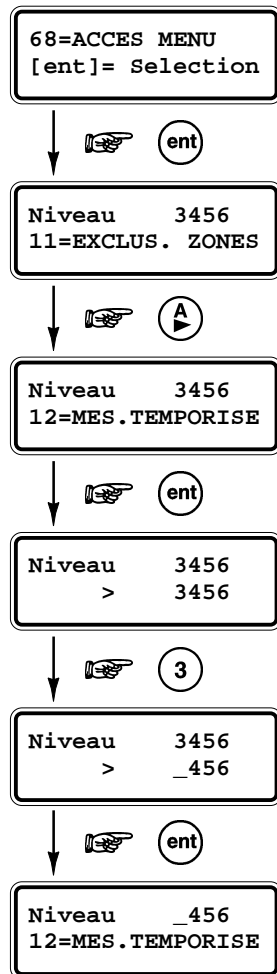 68=ACCES MENU
[ent]= Selection
ent
Niveau 3456
11=EXCLUS. ZONES
A
Niveau 3456
12=MES.TEMPORISE
ent
Niveau 3456
> 3456
3
Niveau 3456
> _456
ent
Niveau _456
12=MES.TEMPORISE